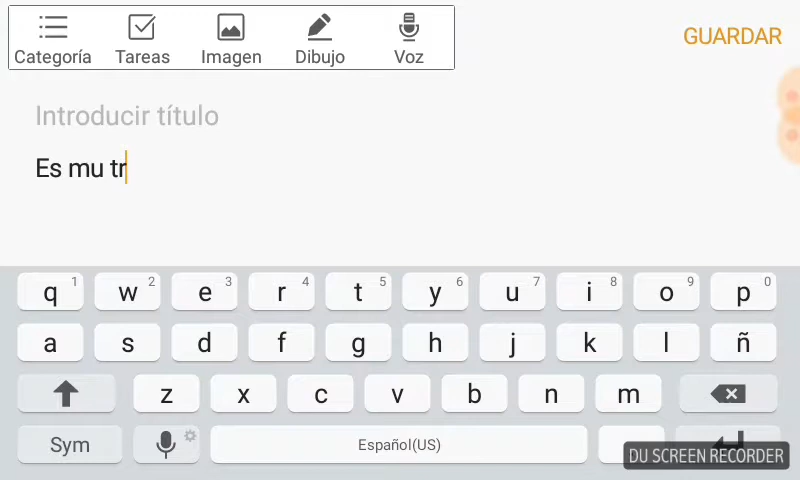 Categoría Tareas Imagen Dibujo Voz
GUARDAR
Introducir título
Es mu tr
q 1 w 2 e 3 r 4 t 5 y 6 u 7 i 8 o 9 p 0
a s d f g h j k l ñ
z x c v b n m
Sym Español(US)
DU SCREEN RECORDER